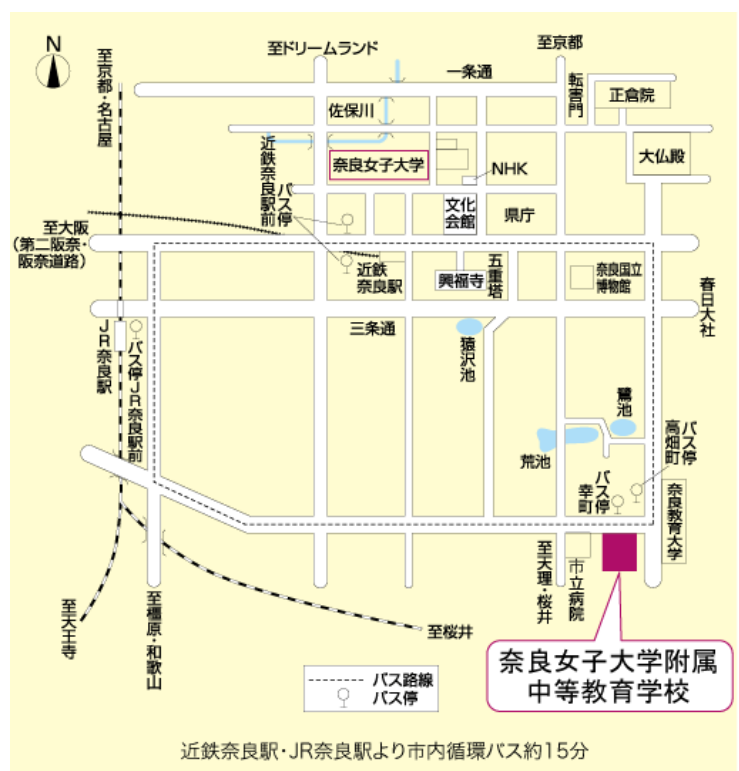 N
至京都・名古屋
至ドリームランド
至京都
一条通
転害門
正倉院
佐保川
近鉄奈良駅前
バス停
奈良女子大学
NHK
大仏殿
文化
会館
県庁
至大阪
（第二阪奈・
阪奈道路）
近鉄
奈良駅
興福寺
五重塔
奈良国立
博物館
春日大社
三条通
猿沢池
JR奈良駅
バス停JR奈良駅前
鷺池
荒池
バス停
高畑町
バス停
幸町
奈良教育大学
至天理・桜井
市立病院
至天王寺
至橿原・和歌山
至桜井
奈良女子大学附属
中等教育学校
バス路線
バス停
近鉄奈良駅・JR奈良駅より市内循環バス約15分